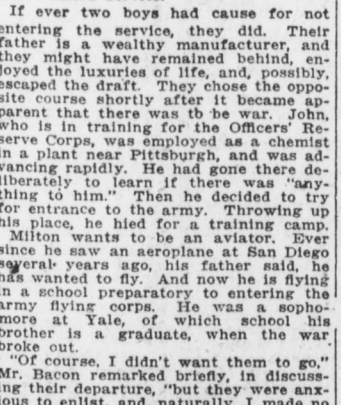 If ever two boys had cause for not
entering the service, they did. Their
father is a wealthy manufacturer, and
they might have remained behind, en-
joyed the luxuries of life, and, possibly,
escaped the draft. They chose the oppo-
site course shortly after it became ap-
parent that there was tb be war. John,
who is in training for the Officers' Re-
serve Corps, was employed as a chemist
in a plant near Pittsburgh, and was ad-
vancing rapidly. He had gone there de-
liberately to learn if there was "any-
thing to him." Then he decided to try
for entrance to the army. Throwing up
his place, he hied for a training camp.
Milton wants to be an aviator. Ever
since he saw an aeroplane at San Diego
several years ago, his father said, he
has wanted to fly. And now he is flying
in a school preparatory to entering the
army flying corps. He was a sopho-
more at Yale, of which school his
brother is a graduate, when the war
broke out.
"Of course, I didn't want them to go,"
Mr. Bacon remarked briefly, in discuss-
ing their departure, "but they were anx-
ious to enlist, and, naturally, I made no